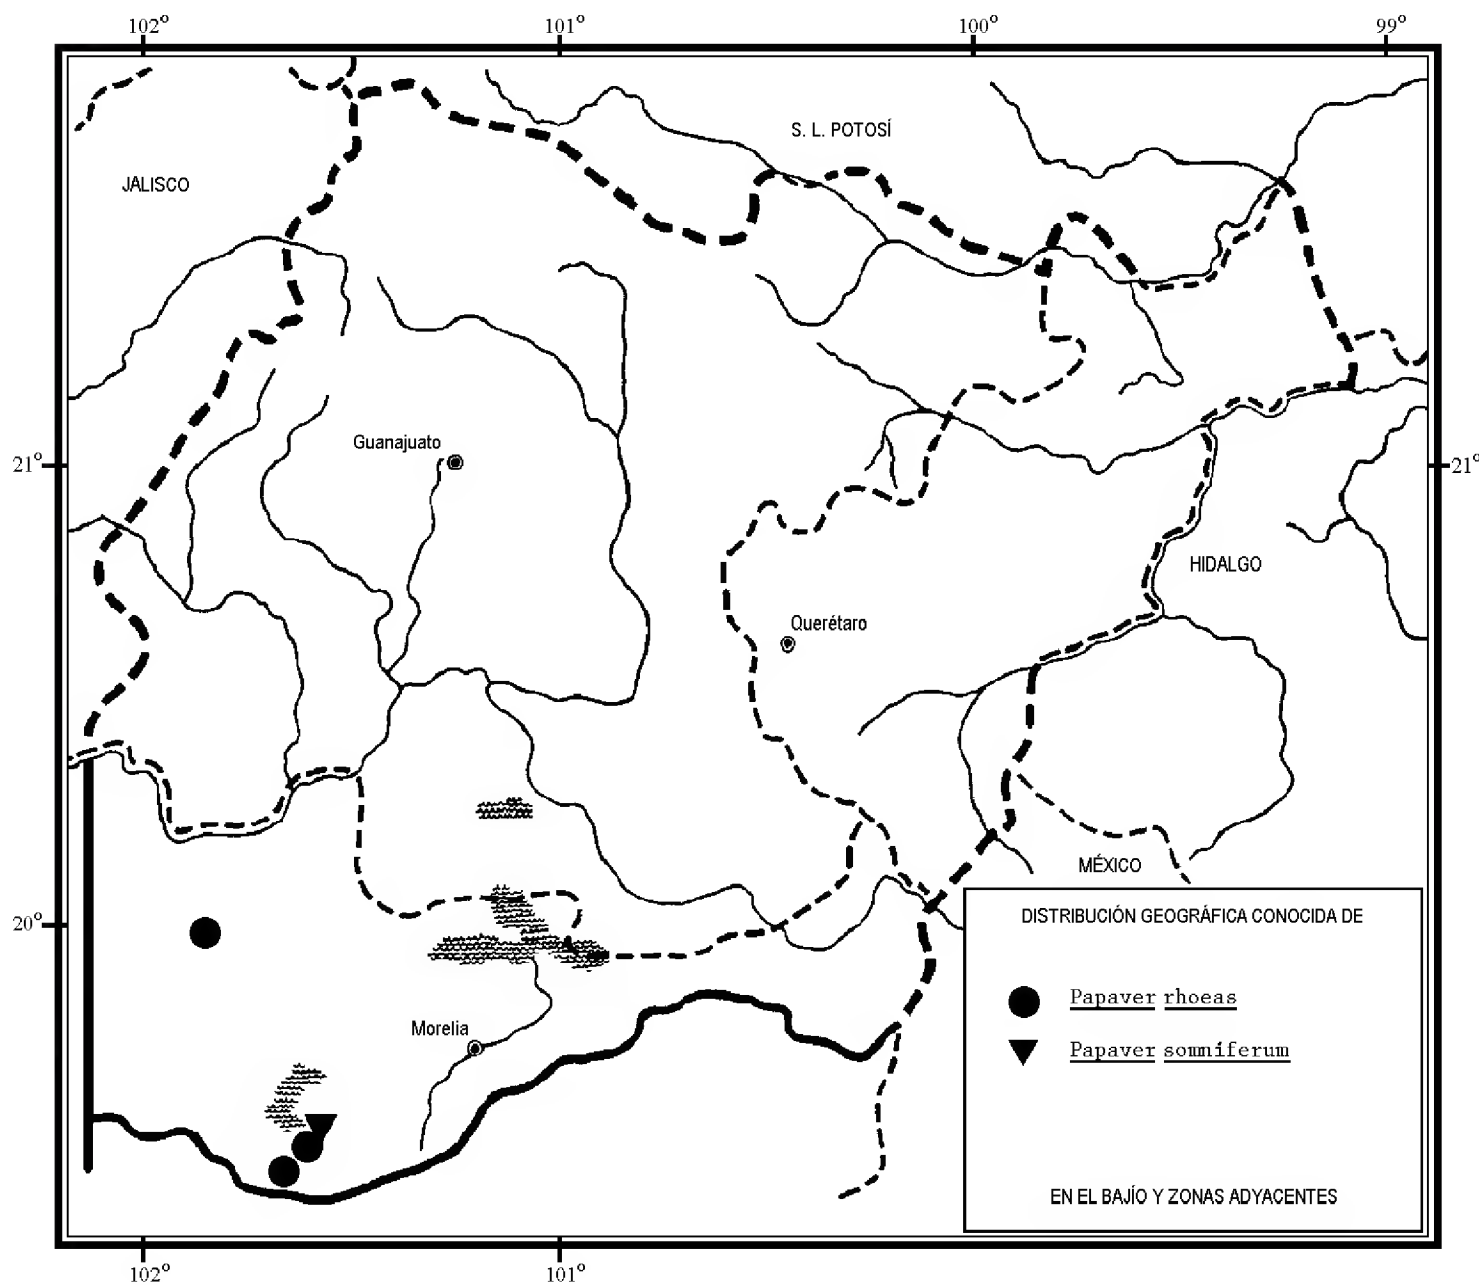 102° 101° 100° 99°
S. L. POTOSÍ
JALISCO
Guanajuato
21° 21°
HIDALGO
Querétaro
MÉXICO
20°
DISTRIBUCIÓN GEOGRÁFICA CONOCIDA DE
Papaver rhoeas
Morelia
Papaver somniferum
EN EL BAJÍO Y ZONAS ADYACENTES
102° 101°